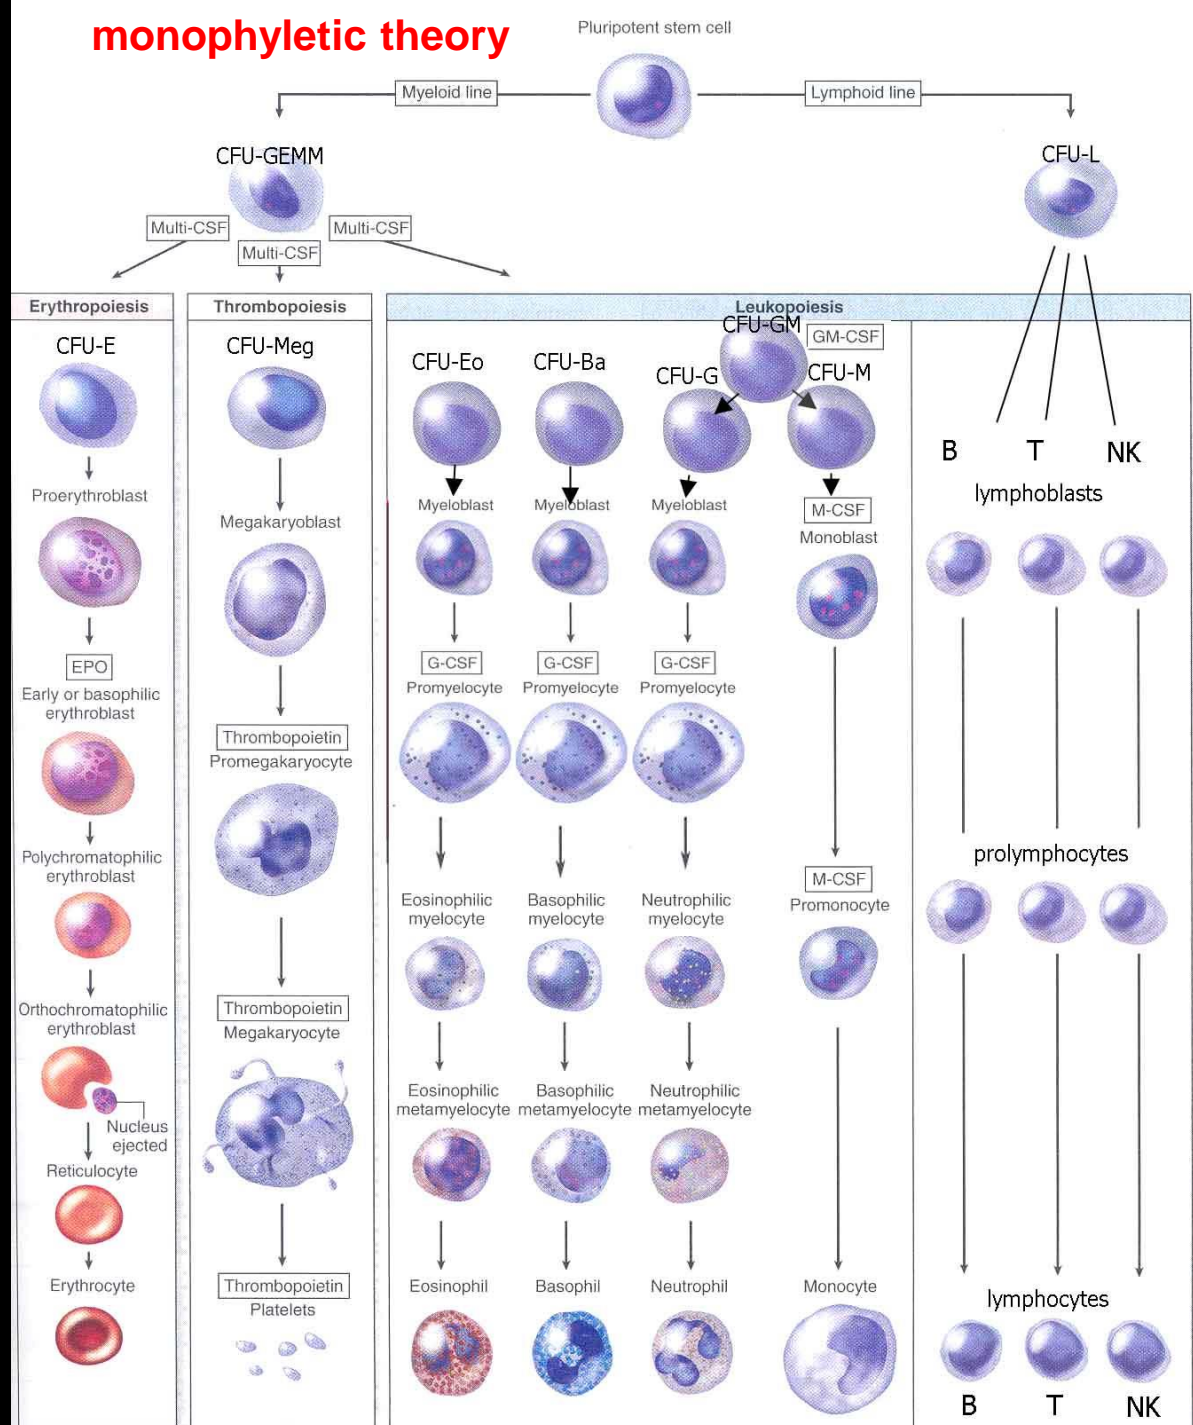 monophyletic theory
Pluripotent stem cell
Myeloid line
Lymphoid line
CFU-GEMM
CFU-L
Multi-CSF
Multi-CSF
Multi-CSF
Erythropoiesis
Thrombopoiesis
Leukopoiesis
CFU-E
CFU-Meg
CFU-Eo
CFU-Ba
CFU-GM
GM-CSF
CFU-G
CFU-M
B
T
NK
lymphoblasts
Proerythroblast
Megakaryoblast
Myeloblast
Myeloblast
Myeloblast
M-CSF
Monoblast
EPO
Early or basophilic
erythroblast
Thrombopoietin
Promegakaryocyte
G-CSF
Promyelocyte
G-CSF
Promyelocyte
G-CSF
Promyelocyte
Polychromatophilic
erythroblast
prolymphocytes
M-CSF
Promonocyte
Eosinophilic
myelocyte
Basophilic
myelocyte
Neutrophilic
myelocyte
Orthochromatophilic
erythroblast
Nucleus
ejected
Thrombopoietin
Megakaryocyte
Eosinophilic
metamyelocyte
Basophilic
metamyelocyte
Neutrophilic
metamyelocyte
Reticulocyte
Erythrocyte
Thrombopoietin
Platelets
Eosinophil
Basophil
Neutrophil
Monocyte
lymphocytes
B
T
NK